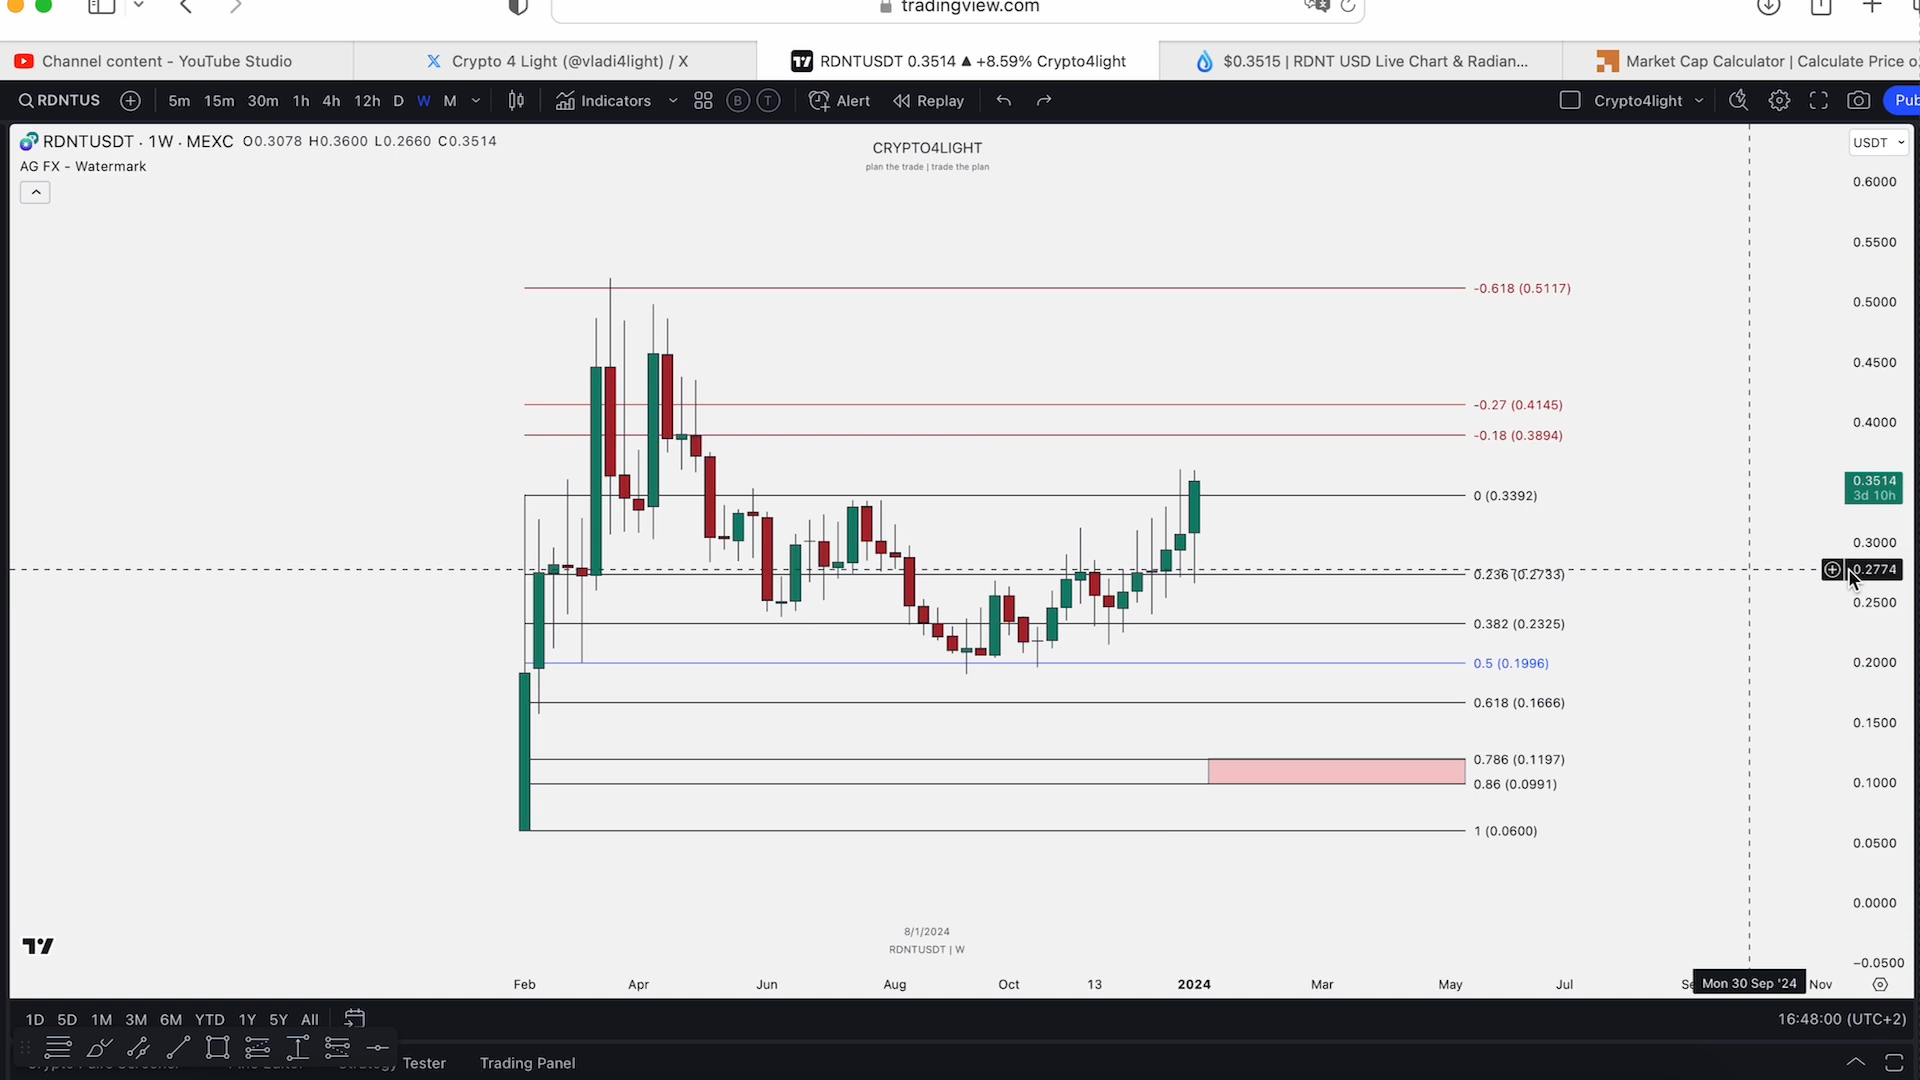 tradingview.com
Channel content - YouTube Studio
Crypto 4 Light (@vladi4light) / X
RDNTUSDT 0.3514 ▲ +8.59% Crypto4light
$0.3515 | RDNT USD Live Chart & Radian...
Market Cap Calculator | Calculate Price o
RDNTUS
5m 15m 30m 1h 4h 12h D W M
Indicators
B
T
Alert
Replay
Crypto4light
Pub
RDNTUSDT · 1W · MEXC O0.3078 H0.3600 L0.2660 C0.3514
AG FX - Watermark
CRYPTO4LIGHT
plan the trade | trade the plan
USDT
0.6000
0.5500
0.5000
0.4500
0.4000
0.3514
3d 10h
0.3000
0.2774
0.2500
0.2000
0.1500
0.1000
0.0500
0.0000
−0.0500
-0.618 (0.5117)
-0.27 (0.4145)
-0.18 (0.3894)
0 (0.3392)
0.236 (0.2733)
0.382 (0.2325)
0.5 (0.1996)
0.618 (0.1666)
0.786 (0.1197)
0.86 (0.0991)
1 (0.0600)
8/1/2024
RDNTUSDT | W
Feb Apr Jun Aug Oct 13 2024 Mar May Jul Mon 30 Sep '24 Nov
1D 5D 1M 3M 6M YTD 1Y 5Y All
16:48:00 (UTC+2)
Tester
Trading Panel